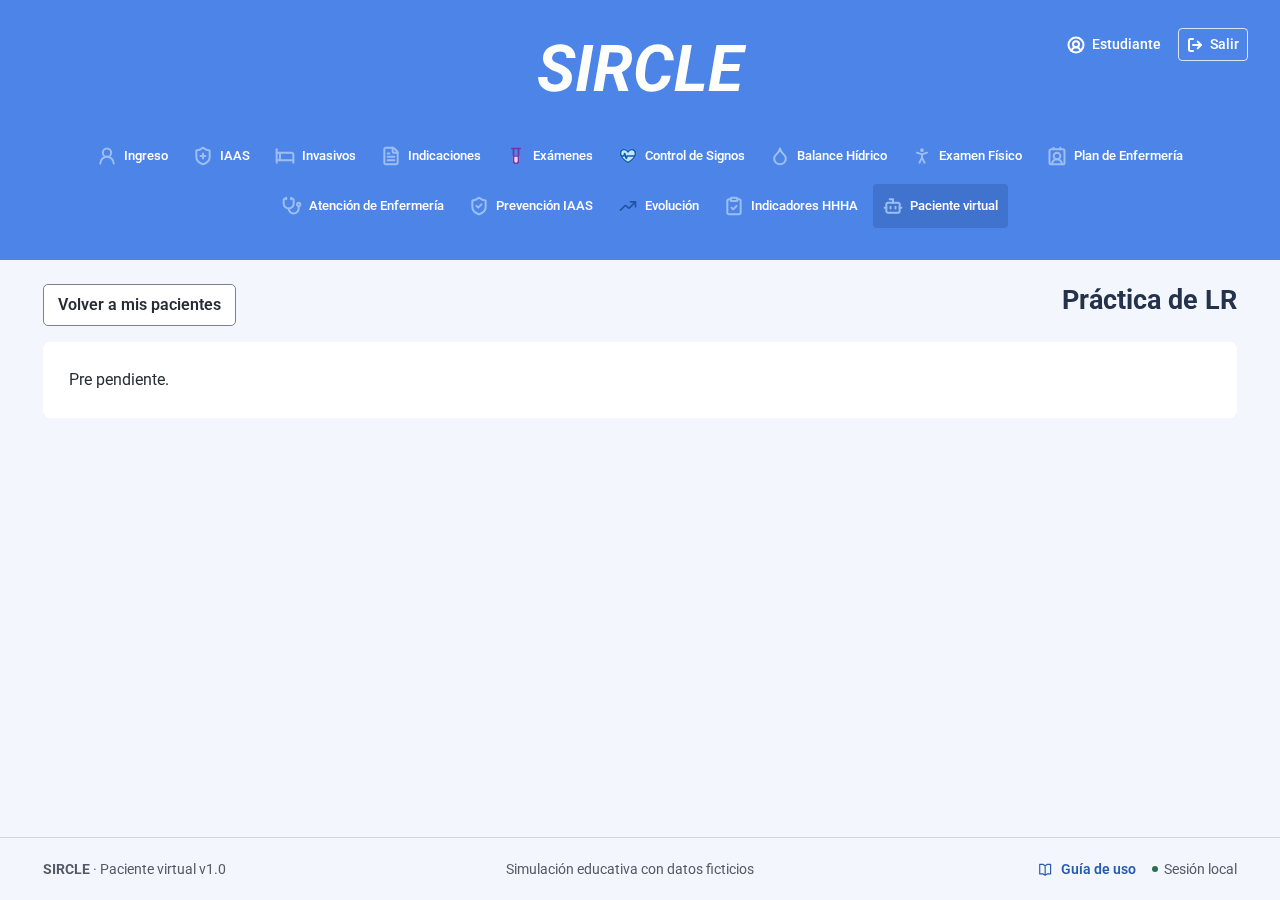 SIRCLE
Estudiante
Salir
Ingreso
IAAS
Invasivos
Indicaciones
Exámenes
Control de Signos
Balance Hídrico
Examen Físico
Plan de Enfermería
Atención de Enfermería
Prevención IAAS
Evolución
Indicadores HHHA
Paciente virtual
Volver a mis pacientes
Práctica de LR
Pre pendiente.
SIRCLE · Paciente virtual v1.0
Simulación educativa con datos ficticios
Guía de uso
Sesión local